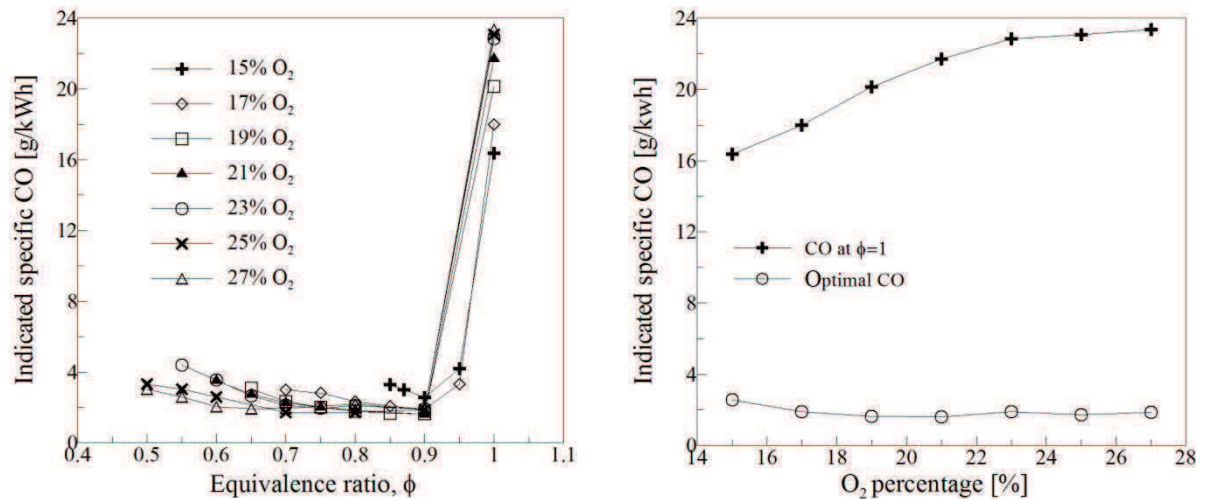 24
20
16
12
8
4
0
Indicated specific CO [g/kWh]
15% O2
17% O2
19% O2
21% O2
23% O2
25% O2
27% O2
0.4 0.5 0.6 0.7 0.8 0.9 1 1.1
Equivalence ratio, ϕ
24
20
16
12
8
4
0
Indicated specific CO [g/kwh]
CO at ϕ=1
Optimal CO
14 16 18 20 22 24 26 28
O2 percentage [%]